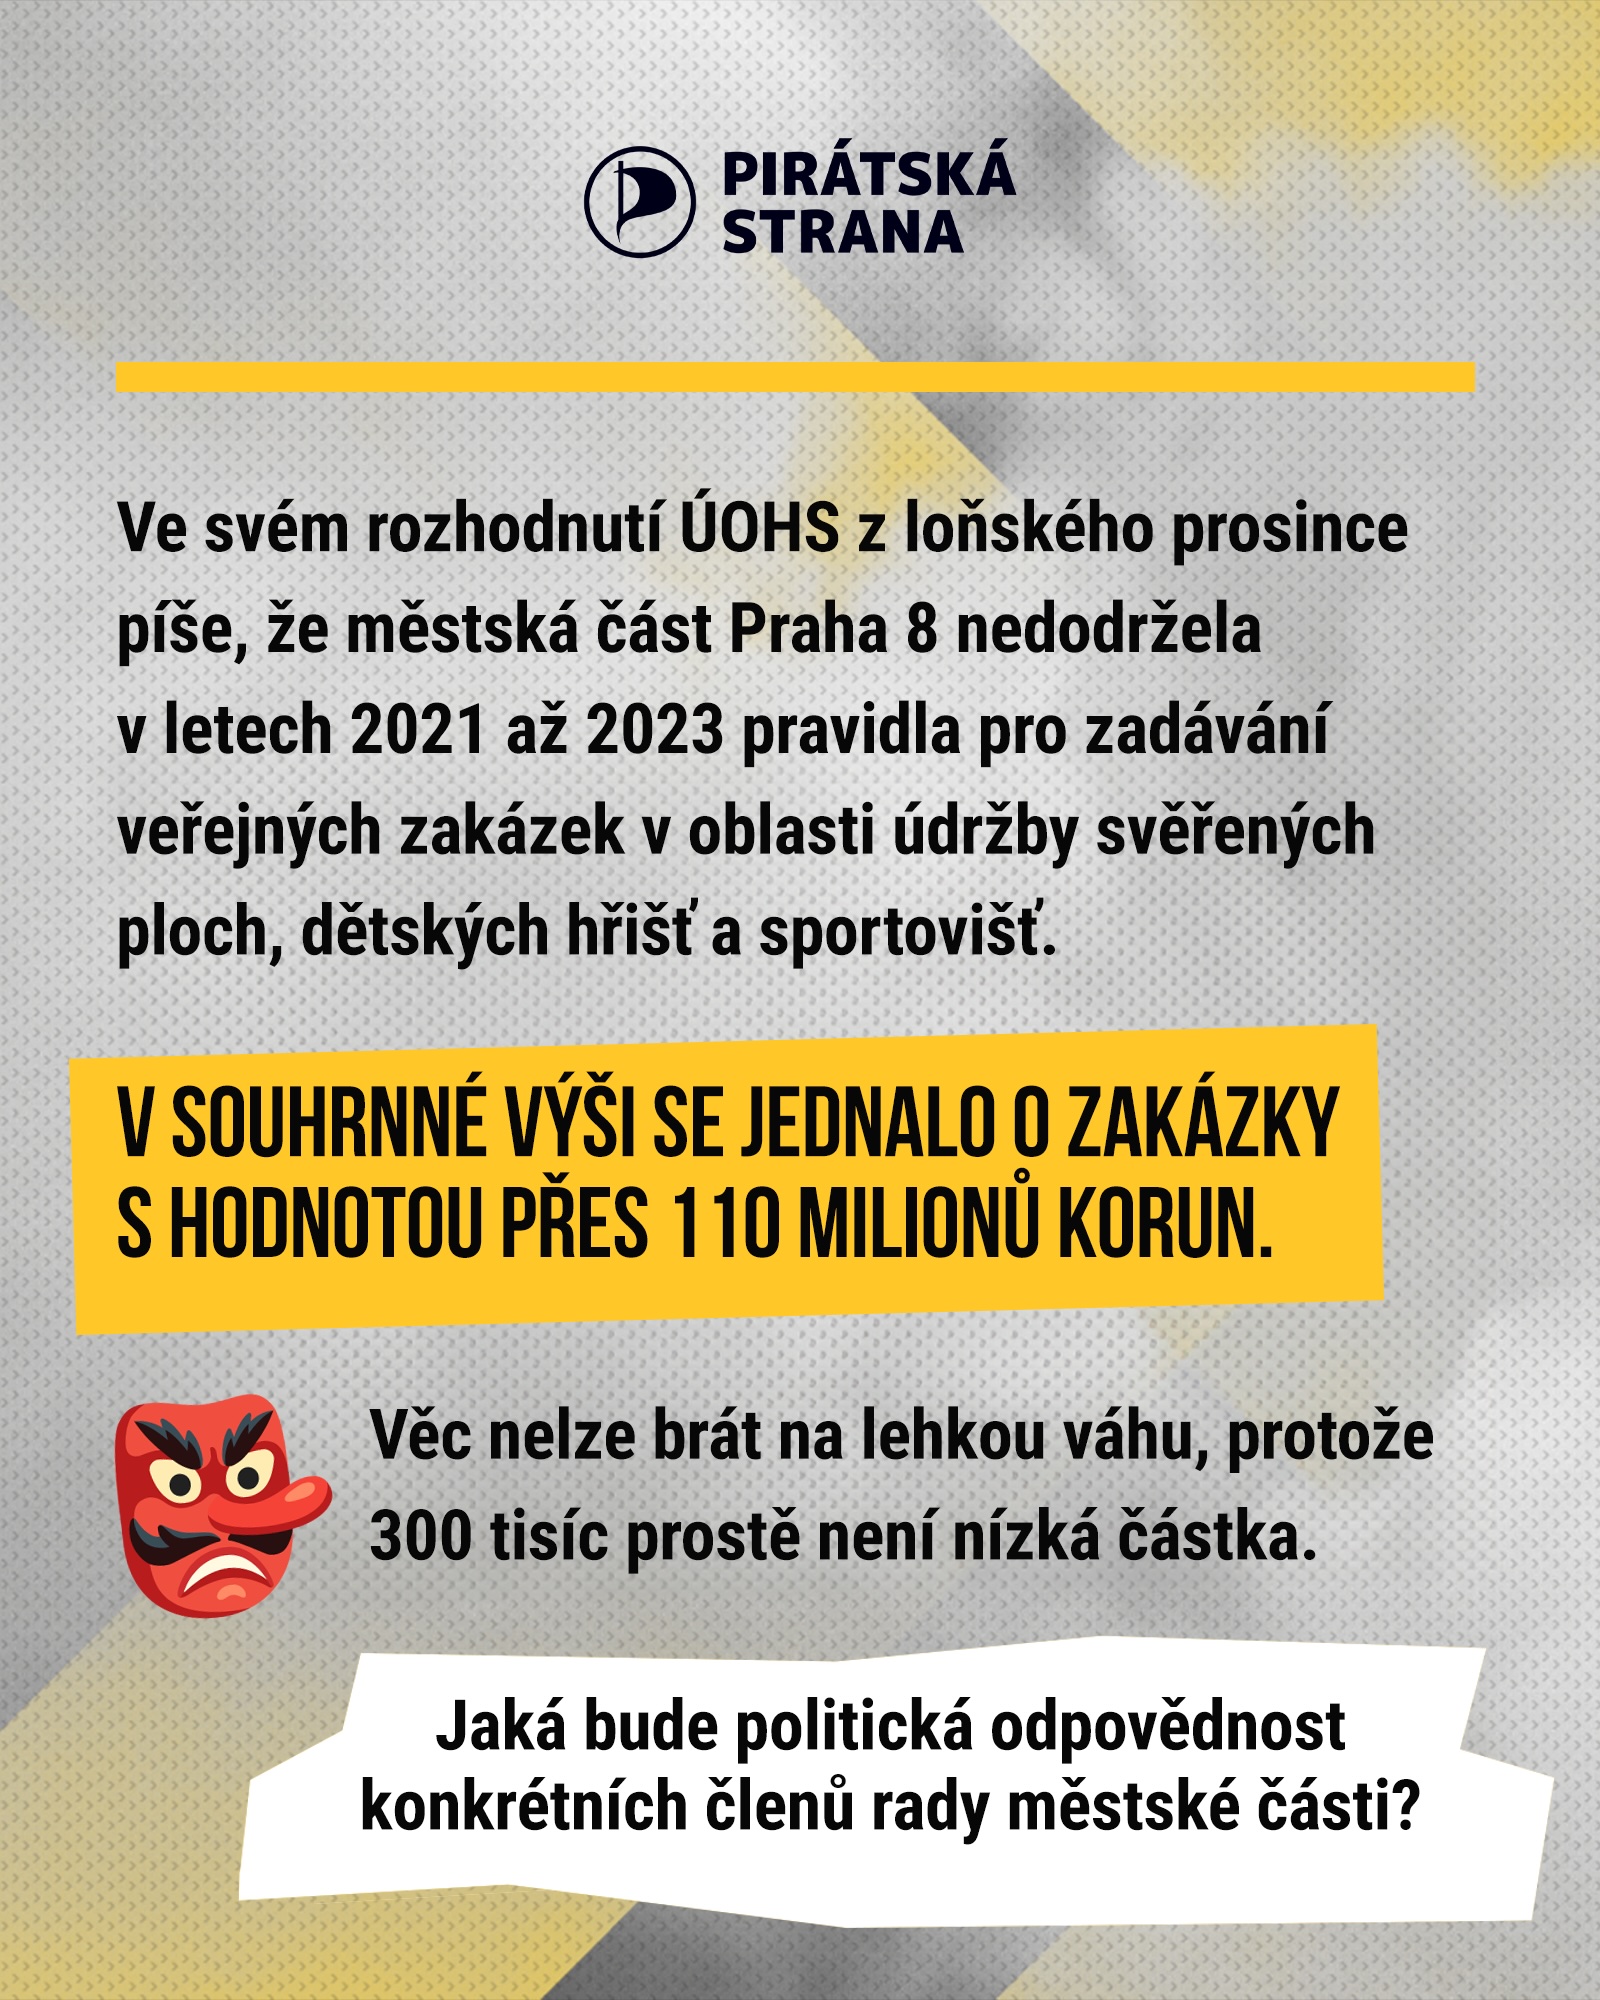 PIRÁTSKÁ
STRANA
Ve svém rozhodnutí ÚOHS z loňského prosince
píše, že městská část Praha 8 nedodržela
v letech 2021 až 2023 pravidla pro zadávání
veřejných zakázek v oblasti údržby svěřených
ploch, dětských hřišť a sportovišť.
V SOUHRNNÉ VÝŠI SE JEDNALO O ZAKÁZKY
S HODNOTOU PŘES 110 MILIONŮ KORUN.
Věc nelze brát na lehkou váhu, protože
300 tisíc prostě není nízká částka.
Jaká bude politická odpovědnost
konkrétních členů rady městské části?